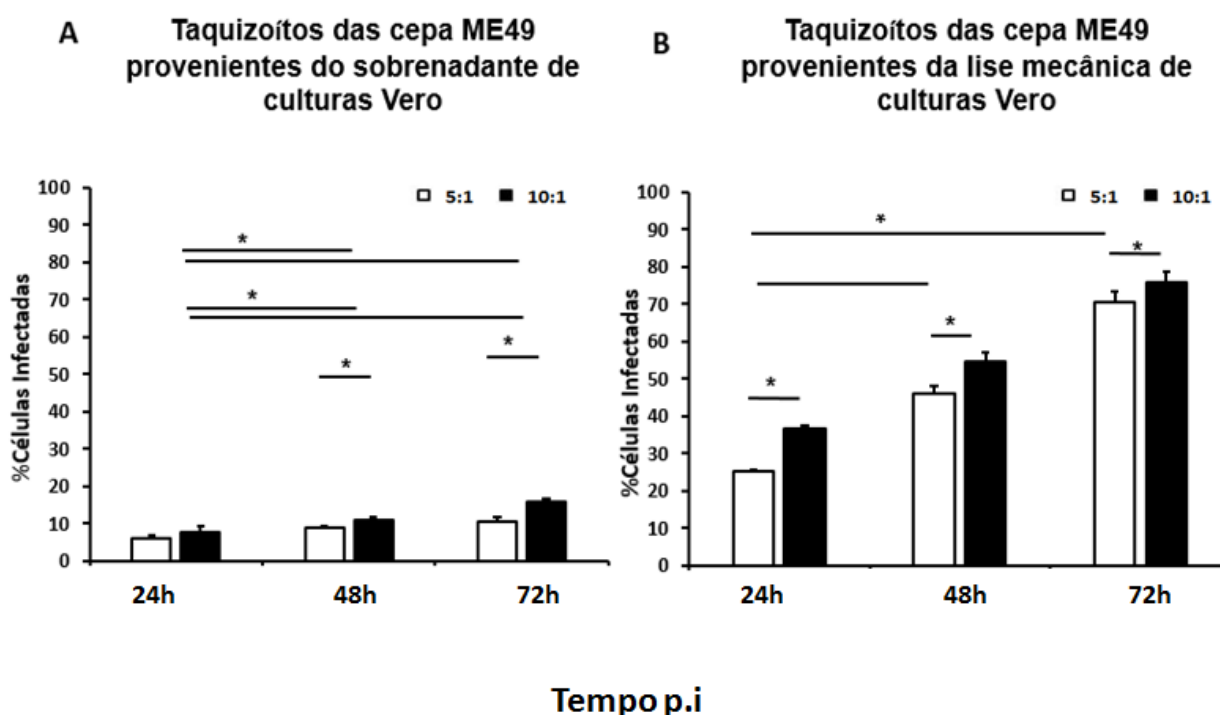 A
Taquizoítos das cepa ME49
provenientes do sobrenadante de
culturas Vero
%Células Infectadas
100
90
80
70
60
50
40
30
20
10
0
5:1 10:1
*
*
*
*
24h 48h 72h
B
Taquizoítos da cepa ME49
provenientes da lise mecânica de
culturas Vero
%Células Infectadas
100
90
80
70
60
50
40
30
20
10
0
5:1 10:1
*
*
*
*
24h 48h 72h
Tempo p.i